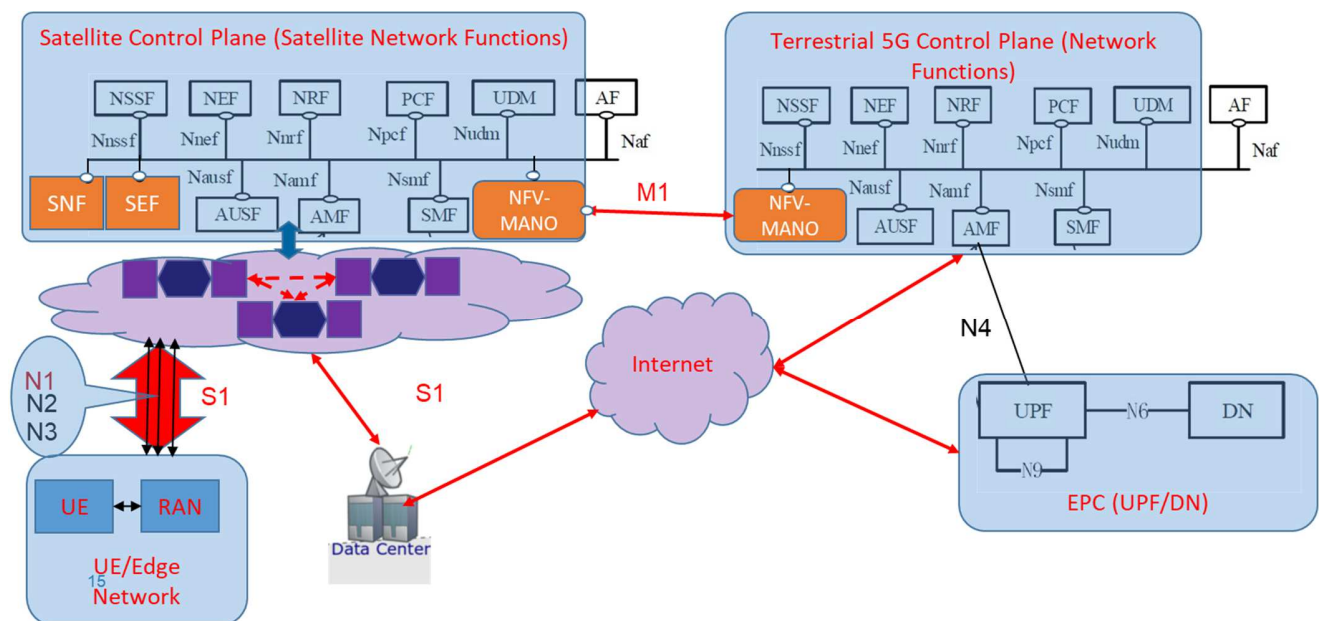 Satellite Control Plane (Satellite Network Functions)
NSSF
NEF
NRF
PCF
UDM
AF
Nnssf
Nnef
Nnrf
Npcf
Nudm
Naf
SNF
SEF
Nausf
Namf
Nsmf
AUSF
AMF
SMF
NFV-
MANO
M1
Terrestrial 5G Control Plane (Network
Functions)
NSSF
NEF
NRF
PCF
UDM
AF
Nnssf
Nnef
Nnrf
Npcf
Nudm
Naf
NFV-
MANO
Nausf
Namf
Nsmf
AUSF
AMF
SMF
N1
N2
N3
S1
S1
Internet
N4
UPF
N6
DN
N9
EPC (UPF/DN)
UE
RAN
UE/Edge
15
Network
Data Center